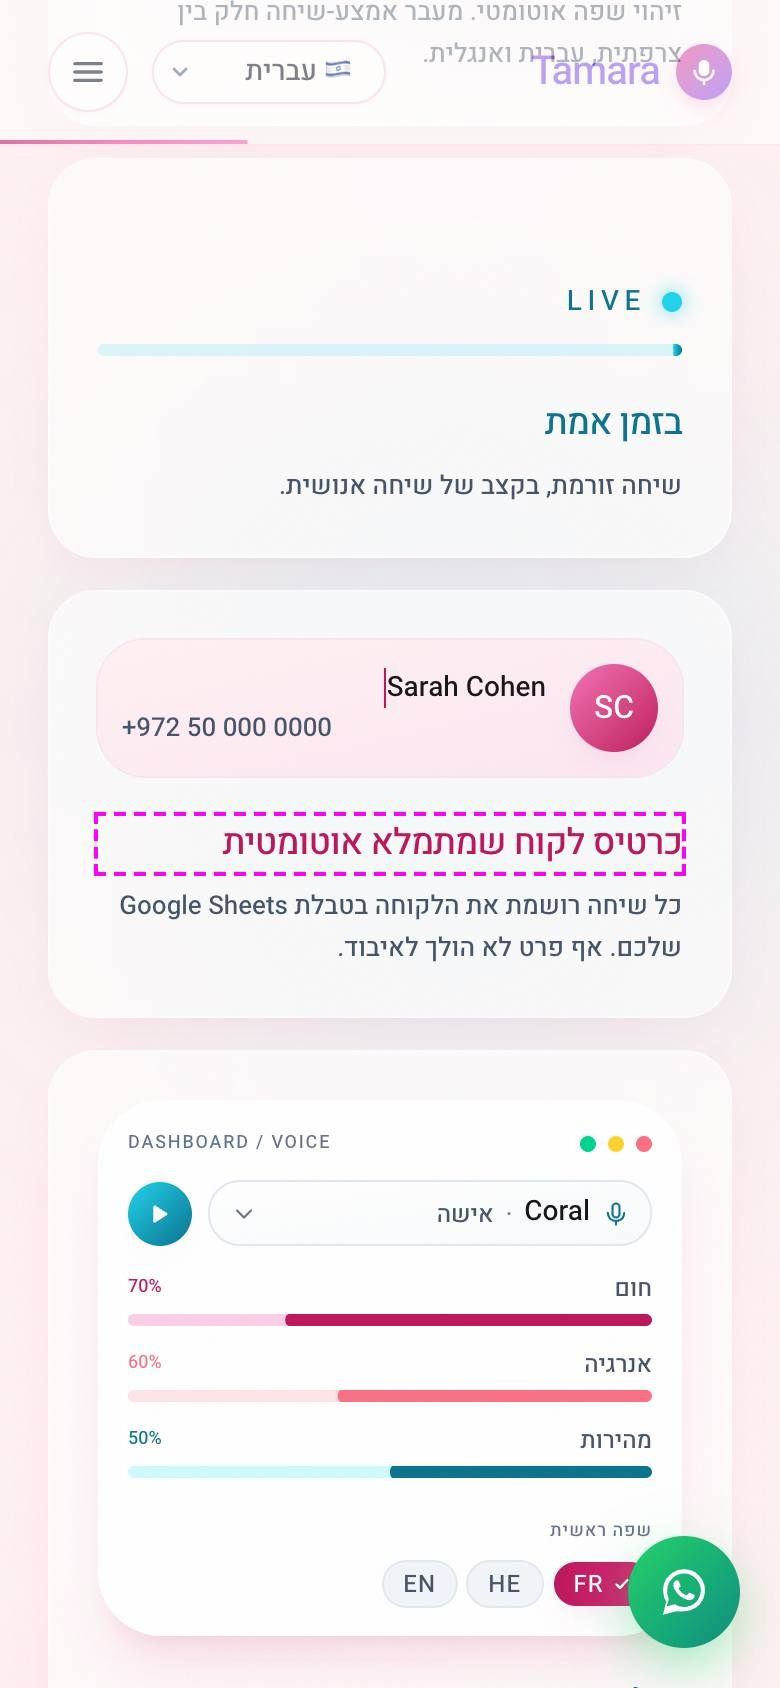 זיהוי שפה אוטומטי. מעבר אמצע-שיחה חלק בין
צרפתית, עברית ואנגלית.
Tamara
עברית
LIVE
בזמן אמת
שיחה זורמת, בקצב של שיחה אנושית.
SC
Sarah Cohen
+972 50 000 0000
כרטיס לקוח שמתמלא אוטומטית
כל שיחה רושמת את הלקוחה בטבלת Google Sheets
שלכם. אף פרט לא הולך לאיבוד.
DASHBOARD / VOICE
Coral · אישה
חום 70%
אנרגיה 60%
מהירות 50%
שפה ראשית
FR HE EN